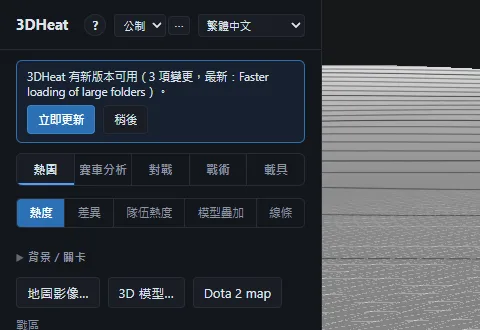 3DHeat ? 公制 ... 繁體中文
3DHeat 有新版本可用 ( 3 項變更，最新：Faster
loading of large folders ) 。
立即更新 稍後
熱圖 賽車分析 對戰 戰術 載具
熱度 差異 隊伍熱度 模型疊加 線條
▶ 背景 / 關卡
地圖影像... 3D 模型... Dota 2 map
戰區